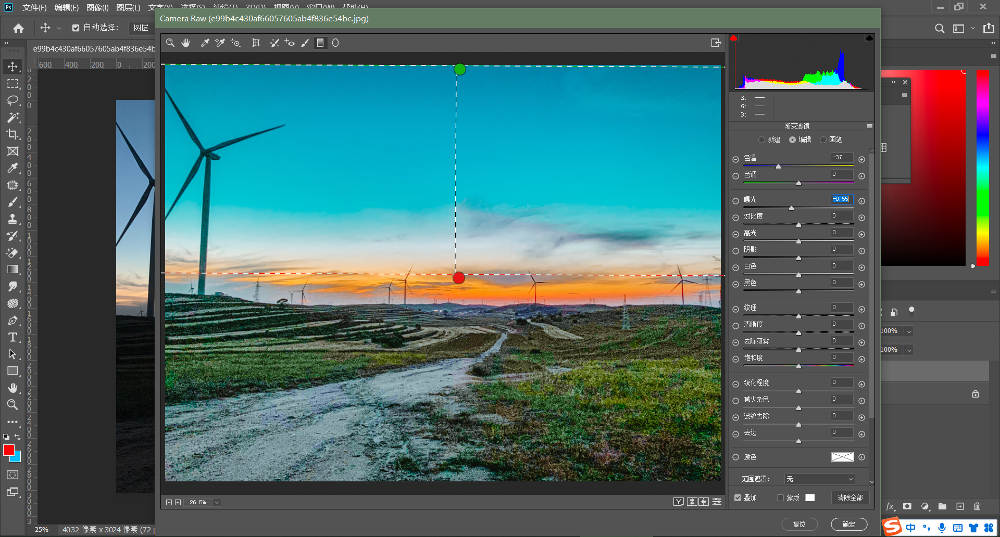 Ps
文件(F) 编辑(E) 图像(I) 图层(L) 文字(Y) 选择(S) 滤镜(T) 3D(D) 视图(V) 窗口(W) 帮助(H)
Camera Raw (e99b4c430af66057605ab4f836e54bc.jpg)
自动选择： 图层
e99b4c430af66057605ab4f836e54b
600 400 200 0 200
R: ---
G: ---
B: ---
渐变滤镜
新建 编辑 画笔
色温 -37
色调 0
曝光 -0.55
对比度 0
高光 0
阴影 0
白色 0
黑色 0
纹理 0
清晰度 0
去除薄雾 0
饱和度 0
锐化程度 0
减少杂色 0
波纹去除 0
去边 0
颜色
范围遮罩： 无
叠加 蒙版 清除全部
复位 确定
26.5%
Y
100%
100%
fx
25% 4032 像素 x 3024 像素 (72
S 中